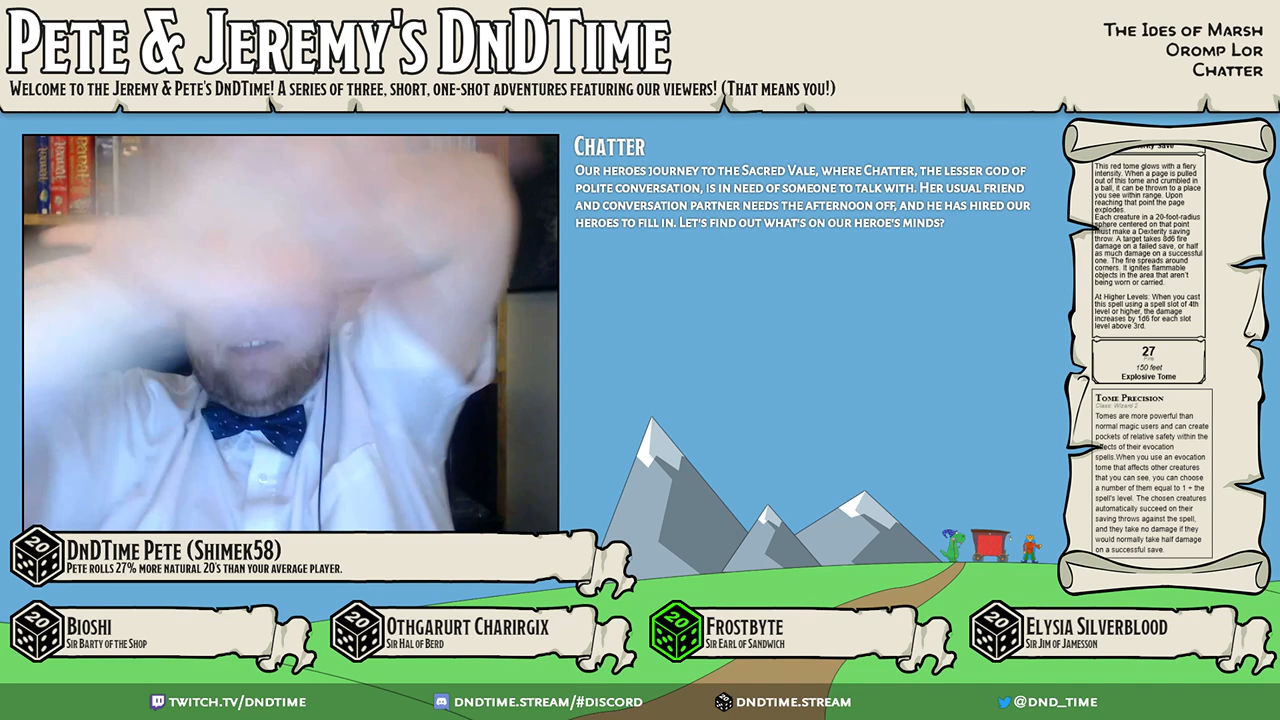 PETE & JEREMY'S DNDTIME
WELCOME TO THE JEREMY & PETE'S DNDTIME! A SERIES OF THREE, SHORT, ONE-SHOT ADVENTURES FEATURING OUR VIEWERS! (THAT MEANS YOU!)
THE IDES OF MARSH
OROMP LOR
CHATTER
CHATTER
OUR HEROES JOURNEY TO THE SACRED VALE, WHERE CHATTER, THE LESSER GOD OF
POLITE CONVERSATION, IS IN NEED OF SOMEONE TO TALK WITH. HER USUAL FRIEND
AND CONVERSATION PARTNER NEEDS THE AFTERNOON OFF, AND HE HAS HIRED OUR
HEROES TO FILL IN. LET'S FIND OUT WHAT'S ON OUR HEROE'S MINDS?
Save
This red tome glows with a fiery
intensity. When a page is pulled
out of this tome and crumbled in
a ball, it can be thrown to a place
you see within range. Upon
reaching that point the page
explodes.
Each creature in a 20-foot-radius
sphere centered on that point
must make a Dexterity saving
throw. A target takes 8d6 fire
damage on a failed save, or half
as much damage on a successful
one. The fire spreads around
corners. It ignites flammable
objects in the area that aren't
being worn or carried.
At Higher Levels: When you cast
this spell using a spell slot of 4th
level or higher, the damage
increases by 1d6 for each slot
level above 3rd.
27
Fire
150 feet
Explosive Tome
TOME PRECISION
Class: Wizard 2
Tomes are more powerful than
normal magic users and can create
pockets of relative safety within the
effects of their evocation
spells.When you use an evocation
tome that affects other creatures
that you can see, you can choose
a number of them equal to 1 + the
spell's level. The chosen creatures
automatically succeed on their
saving throws against the spell,
and they take no damage if they
would normally take half damage
on a successful save.
20
DNDTIME PETE (SHIMEK58)
PETE ROLLS 27% MORE NATURAL 20'S THAN YOUR AVERAGE PLAYER.
20
BIOSHI
SIR BARTY OF THE SHOP
20
OTHGARURT CHARIRGIX
SIR HAL OF BERD
20
FROSTBYTE
SIR EARL OF SANDWICH
20
ELYSIA SILVERBLOOD
SIR JIM OF JAMESSON
TWITCH.TV/DNDTIME
DNDTIME.STREAM/#DISCORD
DNDTIME.STREAM
@DND_TIME